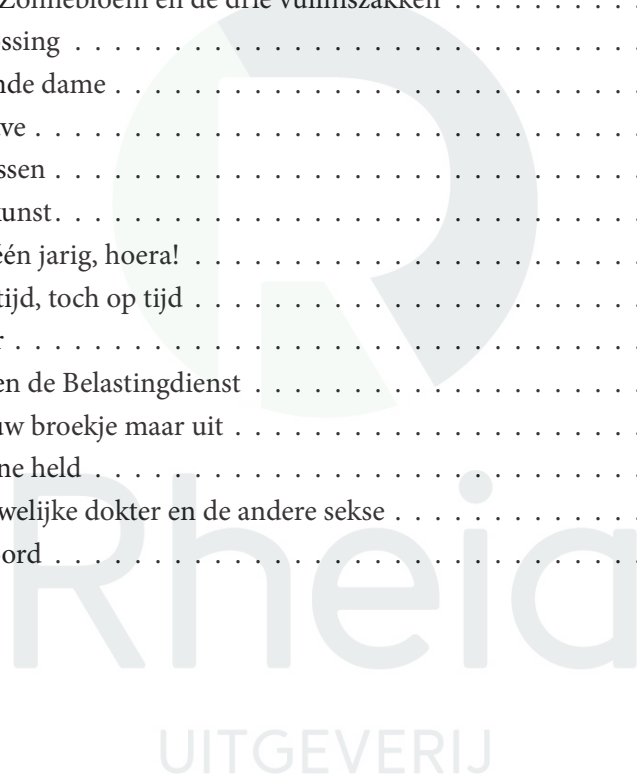 Zonnebloem en de drie vuilniszakken . . . . . . . . . .
ssing . . . . . . . . . . . . . . . . . . . . . . . . . . . . .
nde dame . . . . . . . . . . . . . . . . . . . . . . . . . . .
ve . . . . . . . . . . . . . . . . . . . . . . . . . . . . . . .
ssen . . . . . . . . . . . . . . . . . . . . . . . . . . . . . .
kunst . . . . . . . . . . . . . . . . . . . . . . . . . . . . . .
één jarig, hoera! . . . . . . . . . . . . . . . . . . . . . . .
tijd, toch op tijd . . . . . . . . . . . . . . . . . . . . . . .
r . . . . . . . . . . . . . . . . . . . . . . . . . . . . . . . .
en de Belastingdienst . . . . . . . . . . . . . . . . . . . .
uw broekje maar uit . . . . . . . . . . . . . . . . . . . . .
ne held . . . . . . . . . . . . . . . . . . . . . . . . . . . .
welijke dokter en de andere sekse . . . . . . . . . . . . .
ord . . . . . . . . . . . . . . . . . . . . . . . . . . . . . .
Rheia
UITGEVERIJ